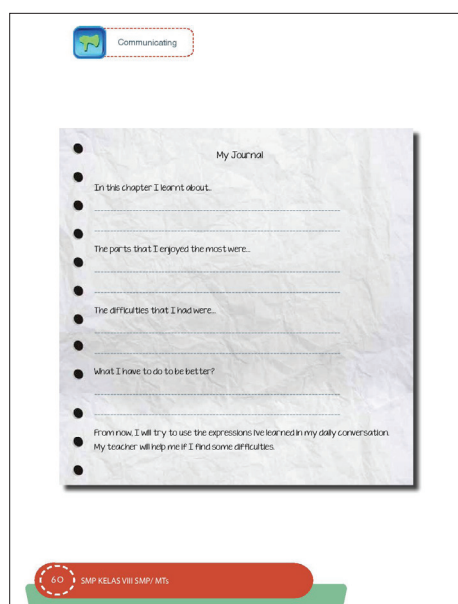 Communicating
My Journal
In this chapter I learnt about...
The parts that I enjoyed the most were...
The difficulties that I had were...
What I have to do to be better?
From now, I will try to use the expressions I've learned in my daily conversation.
My teacher will help me if I find some difficulties.
60 SMP KELAS VIII SMP/ MTs